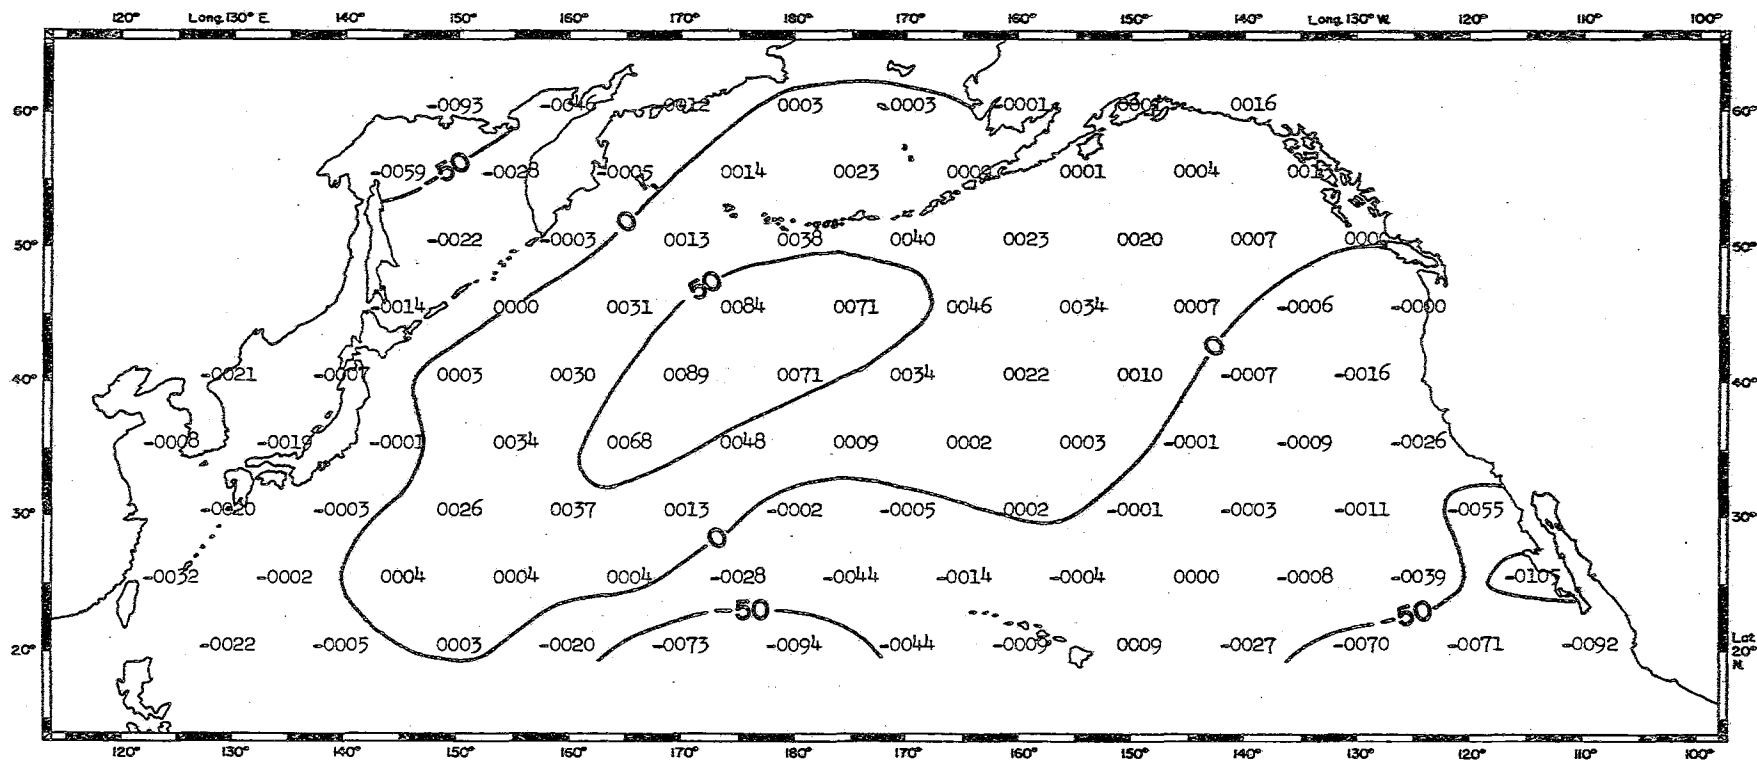 120° Long. 130° E. 140° 150° 160° 170° 180° 170° 160° 150° 140° Long. 130° W. 120° 110° 100°
60° -0093 -0046 -0012 0003 -0003 -0001 0016 60°
-0059 50 -0028 -0005 0014 0023 0001 0004
0
50° -0022 -0003 0013 0038 0040 0023 0020 0007 50°
50
-0014 0000 0031 0084 0071 0046 0034 0007 -0006 -0000
0
40° -0021 -0007 0003 0030 0089 0071 0034 0022 0010 -0007 -0016 40°
-0008 -0019 -0001 0034 0068 0048 0009 0002 0003 -0001 -0009 -0026
30° -0020 -0003 0026 0037 0013 -0002 -0005 0002 -0001 -0003 -0011 -0055 30°
0
-0032 -0002 0004 0004 0004 -0028 -0044 -0014 -0004 0000 -0008 -0039 -0105
50 50
20° -0022 -0005 0003 -0020 -0073 -0094 -0044 -0009 0009 -0027 -0070 -0071 -0092 Lat.
20°
N.
120° 130° 140° 150° 160° 170° 180° 170° 160° 150° 140° 130° 120° 110° 100°